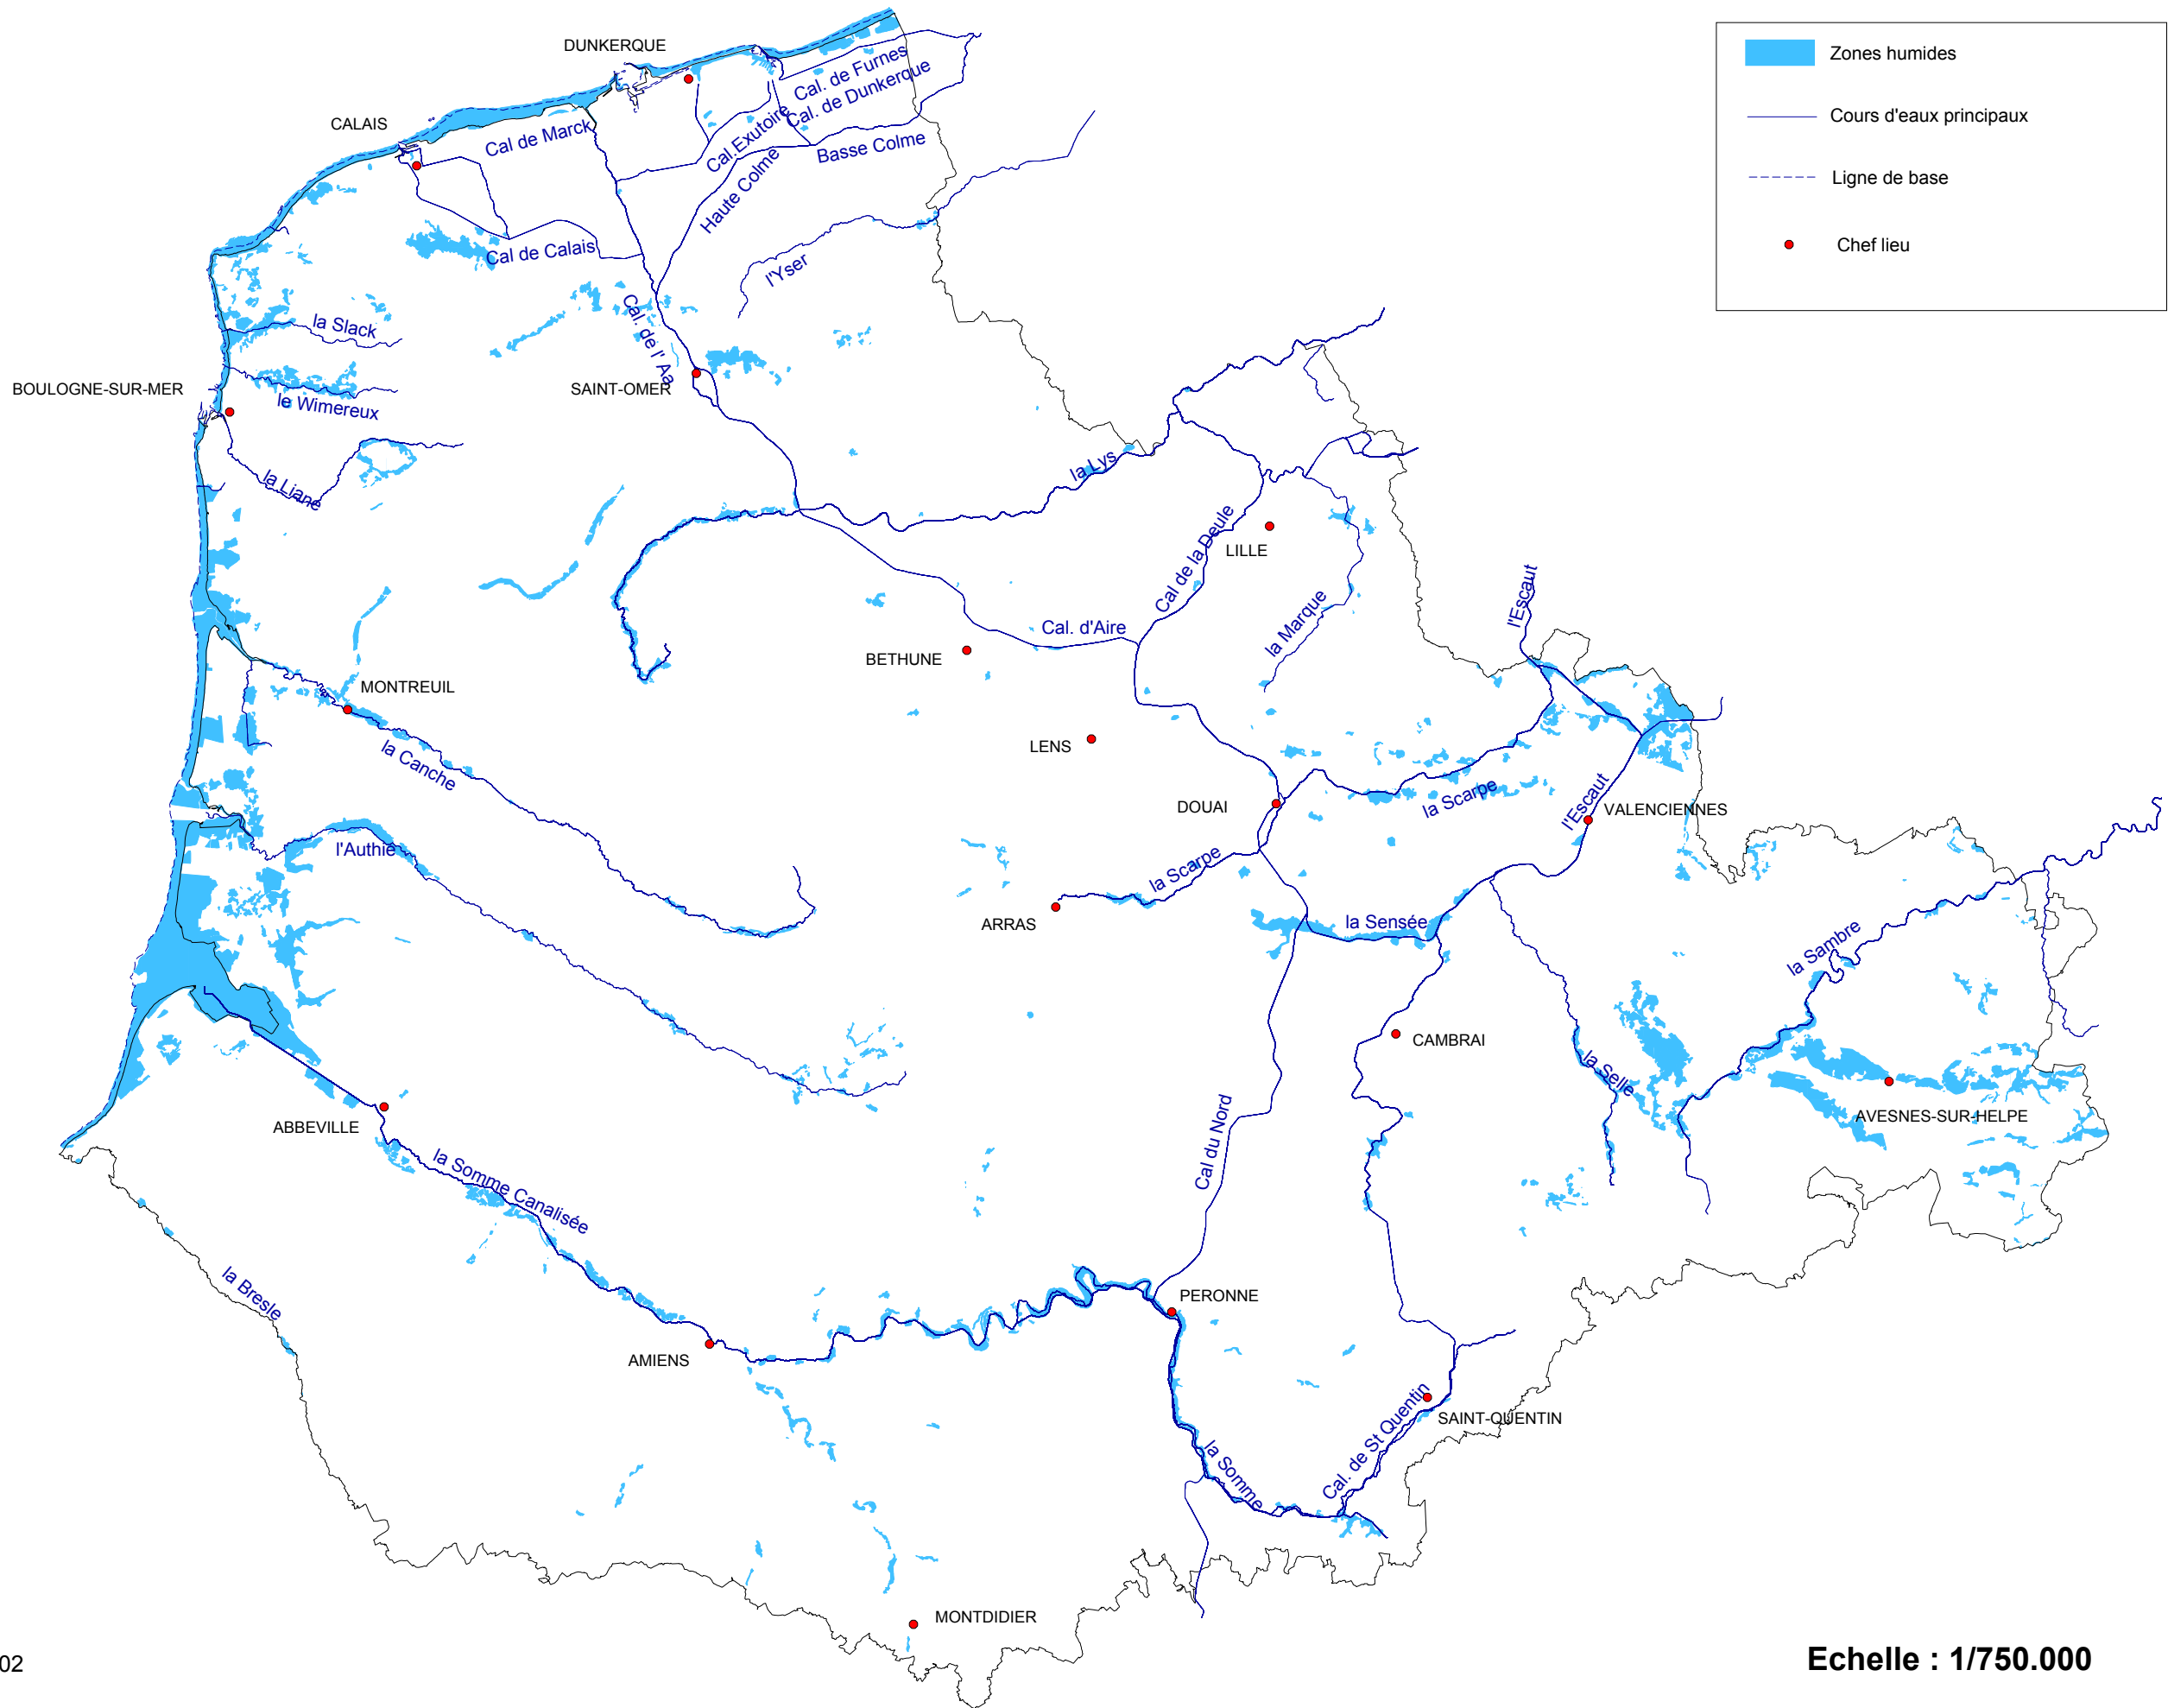 Zones humides
Cours d'eaux principaux
Ligne de base
Chef lieu
DUNKERQUE
Cal. de Furnes
Cal. de Dunkerque
CALAIS
Cal de Marck
Cal.Exutoire
Basse Colme
Haute Colme
Cal de Calais
l'Yser
la Slack
Cal. de l'Aa
BOULOGNE-SUR-MER
le Wimereux
SAINT-OMER
la Liane
la Lys
LILLE
Cal de la Deule
la Marque
l'Escaut
Cal. d'Aire
BETHUNE
MONTREUIL
la Canche
LENS
DOUAI
la Scarpe
l'Escaut
VALENCIENNES
l'Authie
la Scarpe
ARRAS
la Sensée
la Sambre
CAMBRAI
la Selle
AVESNES-SUR-HELPE
ABBEVILLE
la Somme Canalisée
Cal du Nord
la Bresle
PERONNE
AMIENS
Cal. de St Quentin
SAINT-QUENTIN
la Somme
MONTDIDIER
02
Echelle : 1/750.000